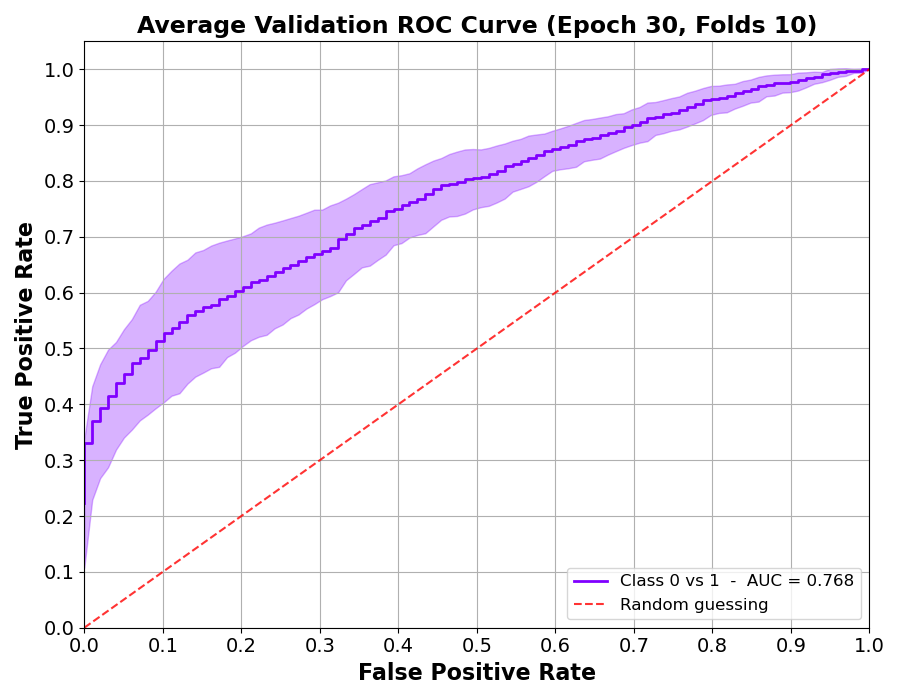 Average Validation ROC Curve (Epoch 30, Folds 10)
True Positive Rate
1.0
0.9
0.8
0.7
0.6
0.5
0.4
0.3
0.2
0.1
0.0
Class 0 vs 1 - AUC = 0.768
Random guessing
0.0 0.1 0.2 0.3 0.4 0.5 0.6 0.7 0.8 0.9 1.0
False Positive Rate